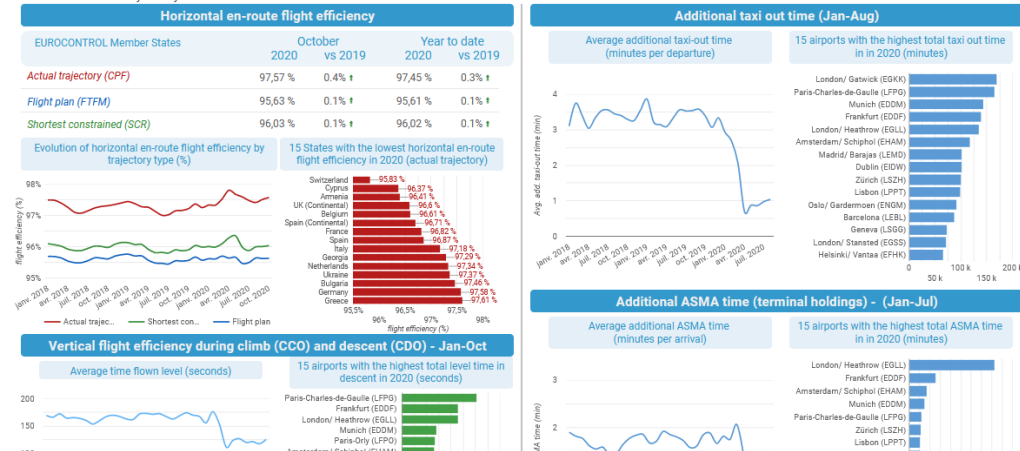 Horizontal en-route flight efficiency
EUROCONTROL Member States
October
Year to date
2020
vs 2019
2020
vs 2019
Actual trajectory (CPF)
97,57 %
0.4%
97,45 %
0.3%
Flight plan (FTFM)
95,63 %
0.1%
95,61 %
0.1%
Shortest constrained (SCR)
96,03 %
0.1%
96,02 %
0.1%
Evolution of horizontal en-route flight efficiency by
trajectory type (%)
flight efficiency (%)
98%
97%
96%
95%
janv. 2018
avr. 2018
juil. 2018
oct. 2018
janv. 2019
avr. 2019
juil. 2019
oct. 2019
janv. 2020
avr. 2020
juil. 2020
oct. 2020
Actual trajec...
Shortest con...
Flight plan
15 States with the lowest horizontal en-route
flight efficiency in 2020 (actual trajectory)
Switzerland 95,83 %
Cyprus 96,37 %
Armenia 96,41 %
UK (Continental) 96,6 %
Belgium 96,61 %
Spain (Continental) 96,71 %
France 96,82 %
Spain 96,87 %
Italy 97,18 %
Georgia 97,29 %
Netherlands 97,34 %
Ukraine 97,37 %
Bulgaria 97,46 %
Germany 97,58 %
Greece 97,61 %
95,5%
96%
96,5%
97%
97,5%
98%
flight efficiency (%)
Vertical flight efficiency during climb (CCO) and descent (CDO) - Jan-Oct
Average time flown level (seconds)
200
150
15 airports with the highest total level time in
descent in 2020 (seconds)
Paris-Charles-de-Gaulle (LFPG)
Frankfurt (EDDF)
London/ Heathrow (EGLL)
Munich (EDDM)
Paris-Orly (LFPO)
Amsterdam/ Schiphol (EHAM)
Additional taxi out time (Jan-Aug)
Average additional taxi-out time
(minutes per departure)
Avg. add. taxi-out time (min)
4
3
2
1
0
janv. 2018
avr. 2018
juil. 2018
oct. 2018
janv. 2019
avr. 2019
juil. 2019
oct. 2019
janv. 2020
avr. 2020
juil. 2020
15 airports with the highest total taxi out time
in in 2020 (minutes)
London/ Gatwick (EGKK)
Paris-Charles-de-Gaulle (LFPG)
Munich (EDDM)
Frankfurt (EDDF)
London/ Heathrow (EGLL)
Amsterdam/ Schiphol (EHAM)
Madrid/ Barajas (LEMD)
Dublin (EIDW)
Zürich (LSZH)
Lisbon (LPPT)
Oslo/ Gardermoen (ENGM)
Barcelona (LEBL)
Geneva (LSGG)
London/ Stansted (EGSS)
Helsinki/ Vantaa (EFHK)
0
50 k
100 k
150 k
Additional ASMA time (terminal holdings) - (Jan-Jul)
Average additional ASMA time
(minutes per arrival)
MA time (min)
3
2
15 airports with the highest total ASMA time
in in 2020 (minutes)
London/ Heathrow (EGLL)
Frankfurt (EDDF)
Amsterdam/ Schiphol (EHAM)
Munich (EDDM)
Paris-Charles-de-Gaulle (LFPG)
Zürich (LSZH)
Lisbon (LPPT)